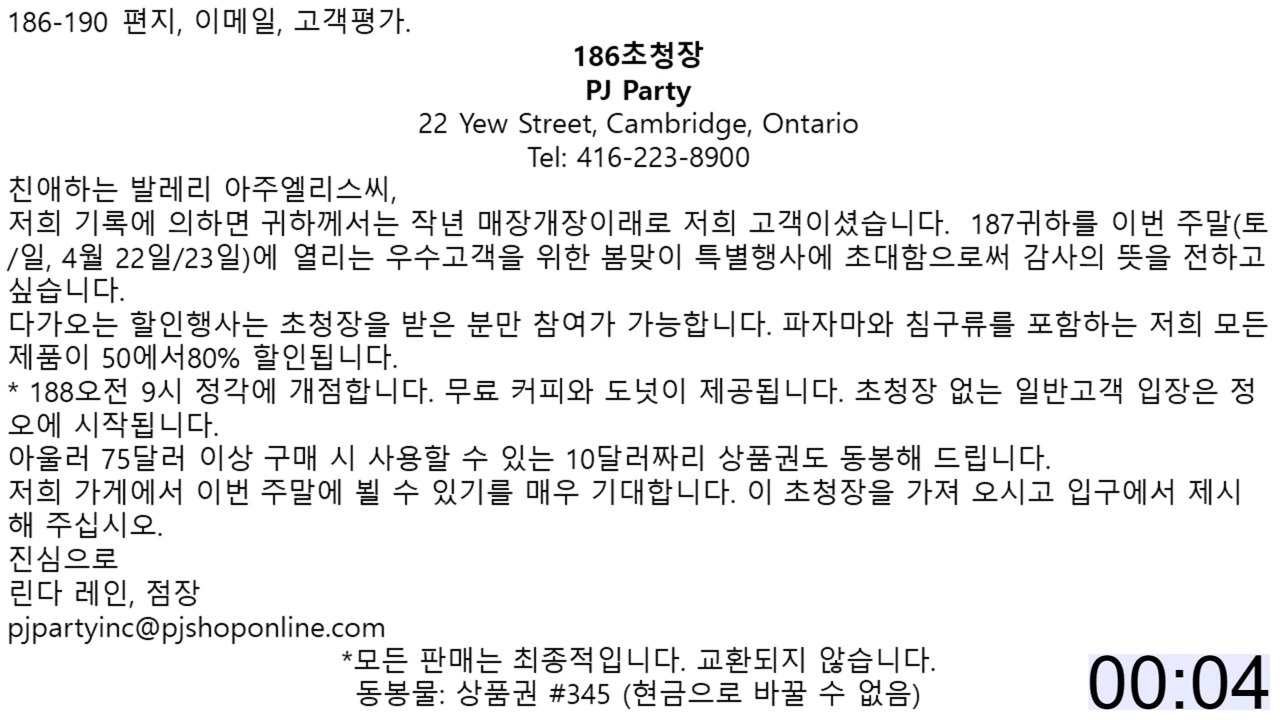 186-190 편지, 이메일, 고객평가.
186초청장
PJ Party
22 Yew Street, Cambridge, Ontario
Tel: 416-223-8900
친애하는 발레리 아주엘리스씨,
저희 기록에 의하면 귀하께서는 작년 매장개장이래로 저희 고객이셨습니다. 187귀하를 이번 주말(토
/일, 4월 22일/23일)에 열리는 우수고객을 위한 봄맞이 특별행사에 초대함으로써 감사의 뜻을 전하고
싶습니다.
다가오는 할인행사는 초청장을 받은 분만 참여가 가능합니다. 파자마와 침구류를 포함하는 저희 모든
제품이 50에서80% 할인됩니다.
* 188오전 9시 정각에 개점합니다. 무료 커피와 도넛이 제공됩니다. 초청장 없는 일반고객 입장은 정
오에 시작됩니다.
아울러 75달러 이상 구매 시 사용할 수 있는 10달러짜리 상품권도 동봉해 드립니다.
저희 가게에서 이번 주말에 뵐 수 있기를 매우 기대합니다. 이 초청장을 가져 오시고 입구에서 제시
해 주십시오.
진심으로
린다 레인, 점장
pjpartyinc@pjshoponline.com
*모든 판매는 최종적입니다. 교환되지 않습니다.
동봉물: 상품권 #345 (현금으로 바꿀 수 없음)
00:04